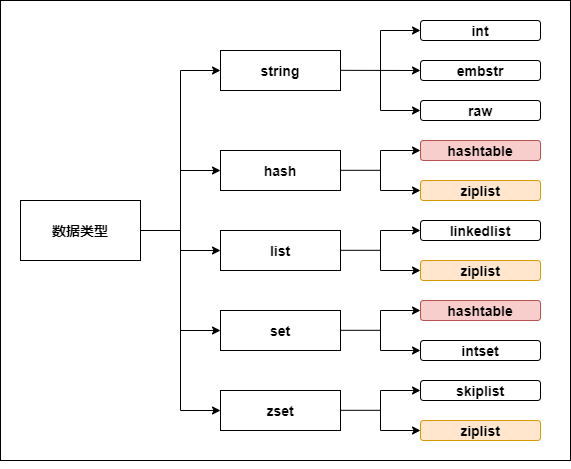 数据类型
string
int
embstr
raw
hash
hashtable
ziplist
list
linkedlist
ziplist
set
hashtable
intset
zset
skiplist
ziplist